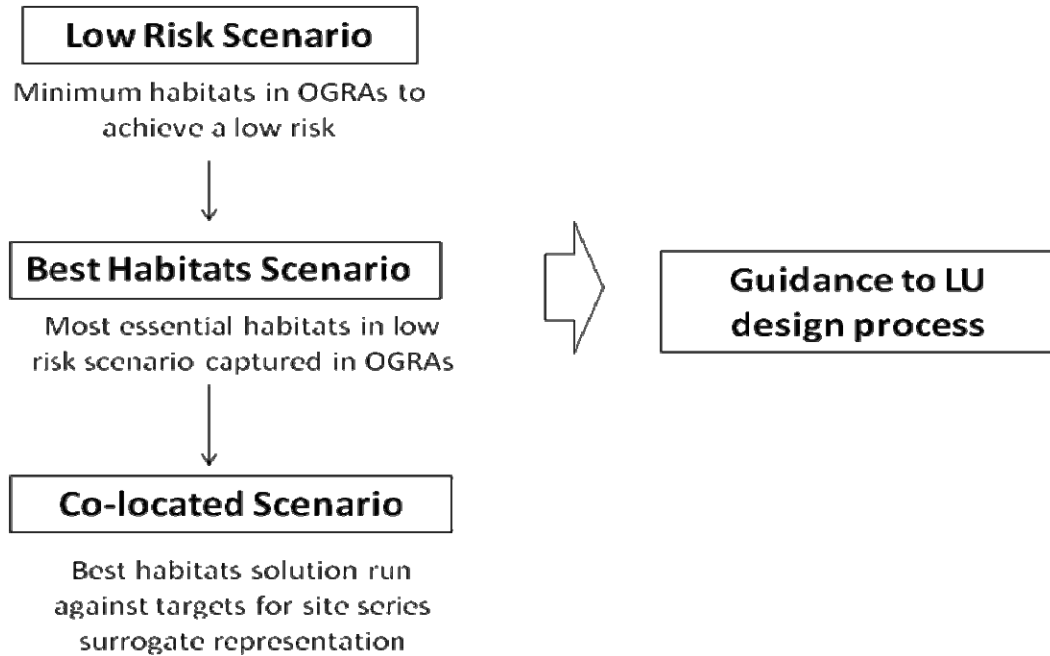 Low Risk Scenario
Minimum habitats in OGRAs to
achieve a low risk
Best Habitats Scenario
Most essential habitats in low
risk scenario captured in OGRAs
Guidance to LU
design process
Co-located Scenario
Best habitats solution run
against targets for site series
surrogate representation